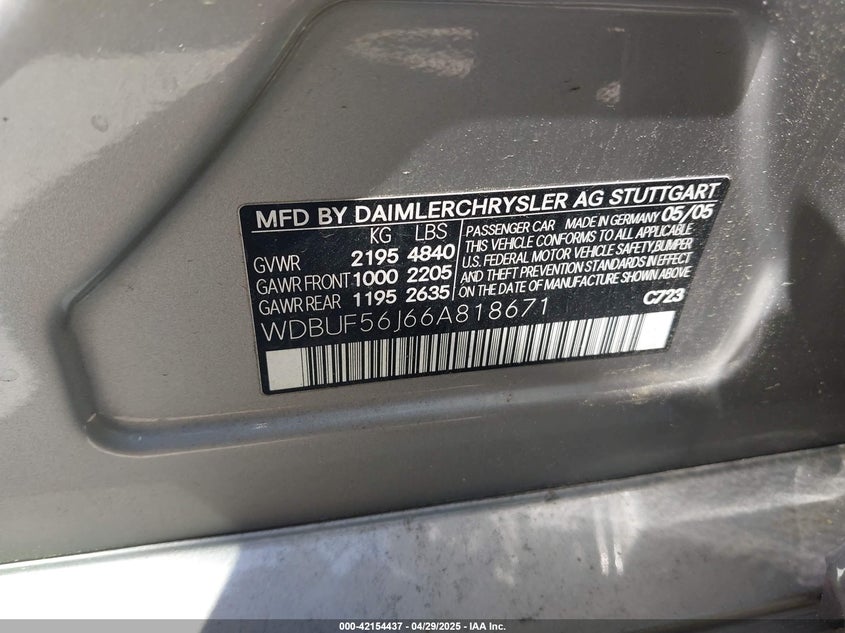 MFD BY DAIMLERCHRYSLER AG STUTTGART
KG LBS
GVWR 2195 4840
GAWR FRONT 1000 2205
GAWR REAR 1195 2635
PASSENGER CAR MADE IN GERMANY 05/05
THIS VEHICLE CONFORMS TO ALL APPLICABLE
U.S. FEDERAL MOTOR VEHICLE SAFETY,BUMPER
AND THEFT PREVENTION STANDARDS IN EFFECT
ON THE DATE OF MANUFACTURE SHOWN ABOVE
C723
WDBUF56J66A818671
000-42154437 - 04/29/2025 - IAA Inc.